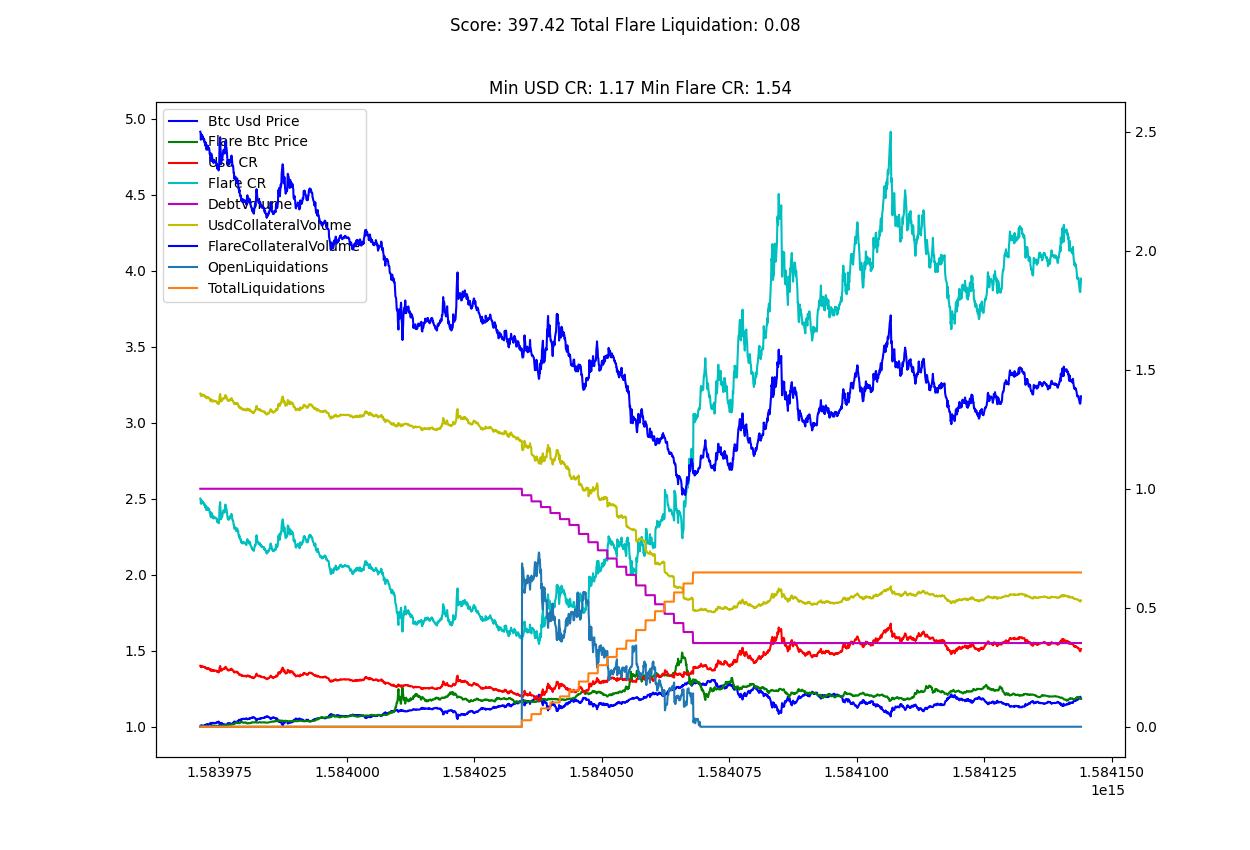 Score: 397.42 Total Flare Liquidation: 0.08
Min USD CR: 1.17 Min Flare CR: 1.54
Btc Usd Price
Flare Btc Price
Usd CR
Flare CR
DebtVolume
UsdCollateralVolume
FlareCollateralVolume
OpenLiquidations
TotalLiquidations
5.0
4.5
4.0
3.5
3.0
2.5
2.0
1.5
1.0
2.5
2.0
1.5
1.0
0.5
0.0
1.583975 1.584000 1.584025 1.584050 1.584075 1.584100 1.584125 1.584150
1e15